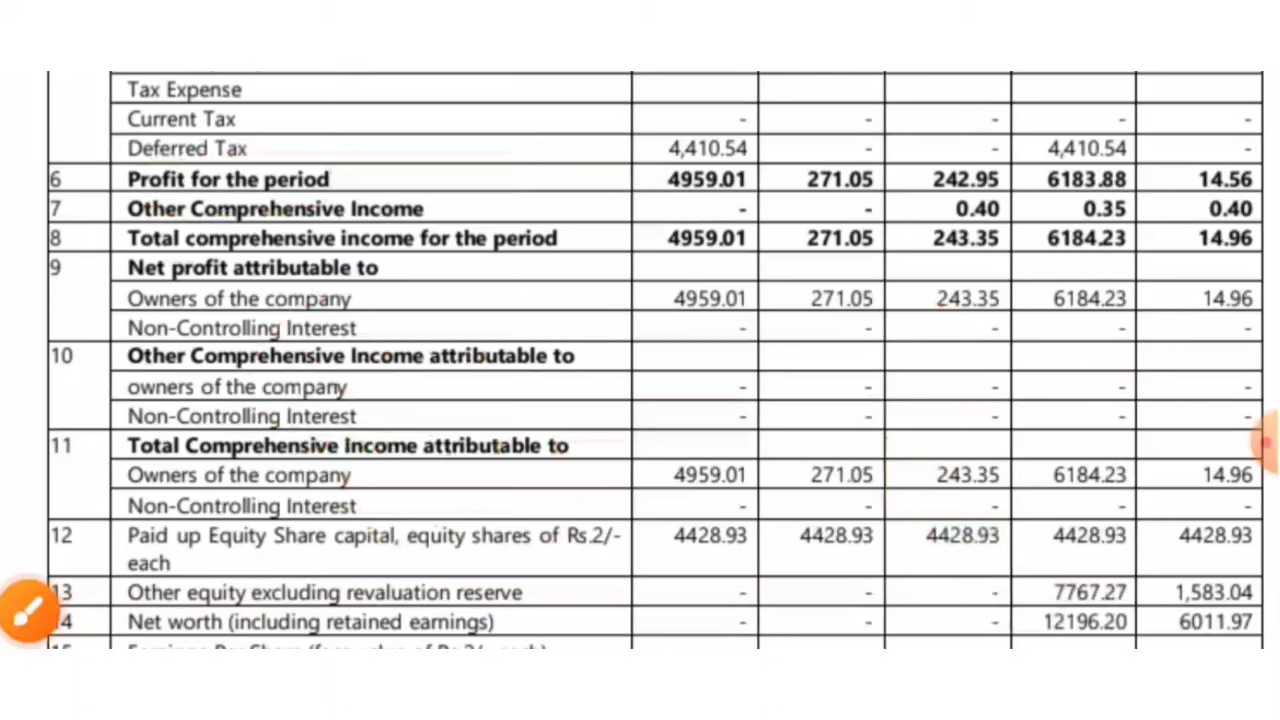 Tax Expense
Current Tax - - - - -
Deferred Tax 4,410.54 - - 4,410.54 -
6 Profit for the period 4959.01 271.05 242.95 6183.88 14.56
7 Other Comprehensive Income - - 0.40 0.35 0.40
8 Total comprehensive income for the period 4959.01 271.05 243.35 6184.23 14.96
9 Net profit attributable to
Owners of the company 4959.01 271.05 243.35 6184.23 14.96
Non-Controlling Interest - - - - -
10 Other Comprehensive Income attributable to
owners of the company - - - - -
Non-Controlling Interest - - - - -
11 Total Comprehensive Income attributable to
Owners of the company 4959.01 271.05 243.35 6184.23 14.96
Non-Controlling Interest - - - - -
12 Paid up Equity Share capital, equity shares of Rs.2/- 4428.93 4428.93 4428.93 4428.93 4428.93
each
13 Other equity excluding revaluation reserve - - - 7767.27 1,583.04
14 Net worth (including retained earnings) - - - 12196.20 6011.97